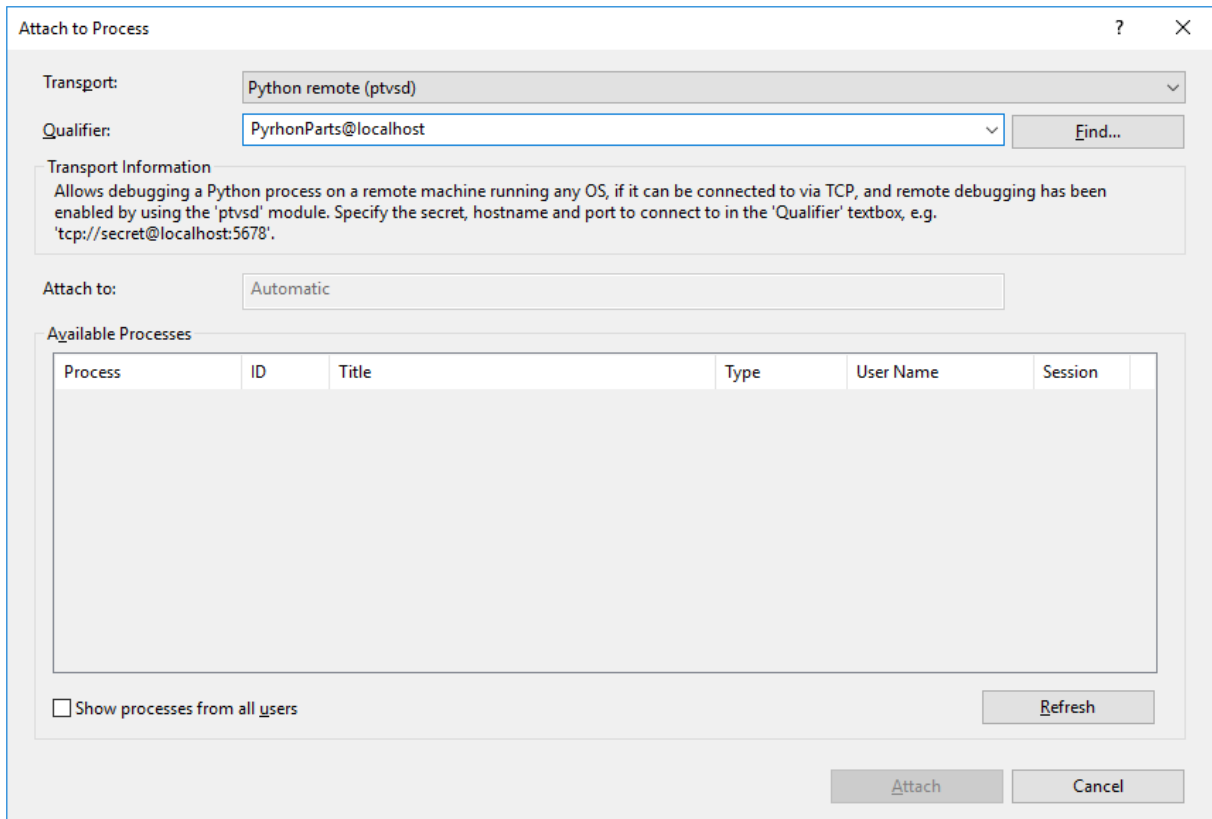 Attach to Process
?
Transport:
Python remote (ptvsd)
Qualifier:
PyrhonParts@localhost
Find...
Transport Information
Allows debugging a Python process on a remote machine running any OS, if it can be connected to via TCP, and remote debugging has been
enabled by using the 'ptvsd' module. Specify the secret, hostname and port to connect to in the 'Qualifier' textbox, e.g.
'tcp://secret@localhost:5678'.
Attach to:
Automatic
Available Processes
Process ID Title Type User Name Session
Show processes from all users
Refresh
Attach
Cancel